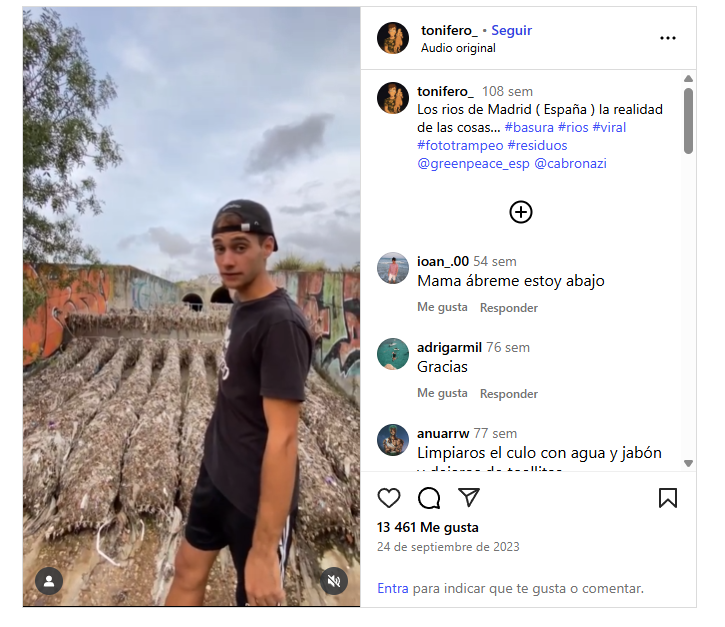 tonifero_ • Seguir
Audio original
tonifero_ 108 sem
Los rios de Madrid ( España ) la realidad
de las cosas... #basura #rios #viral
#fototrampeo #residuos
@greenpeace_esp @cabronazi
ioan_.00 54 sem
Mama ábreme estoy abajo
Me gusta Responder
adrigarmil 76 sem
Gracias
Me gusta Responder
anuarrw 77 sem
Limpiaros el culo con agua y jabón
13 461 Me gusta
24 de septiembre de 2023
Entra para indicar que te gusta o comentar.